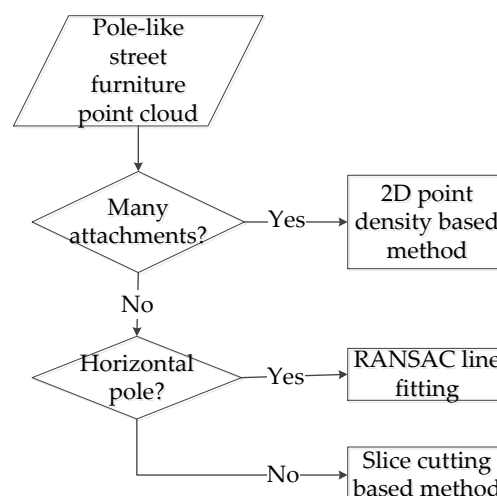 Pole-like
street
furniture
point cloud
Many
attachments?
Yes
2D point
density based
method
No
Horizontal
pole?
Yes
RANSAC line
fitting
No
Slice cutting
based method